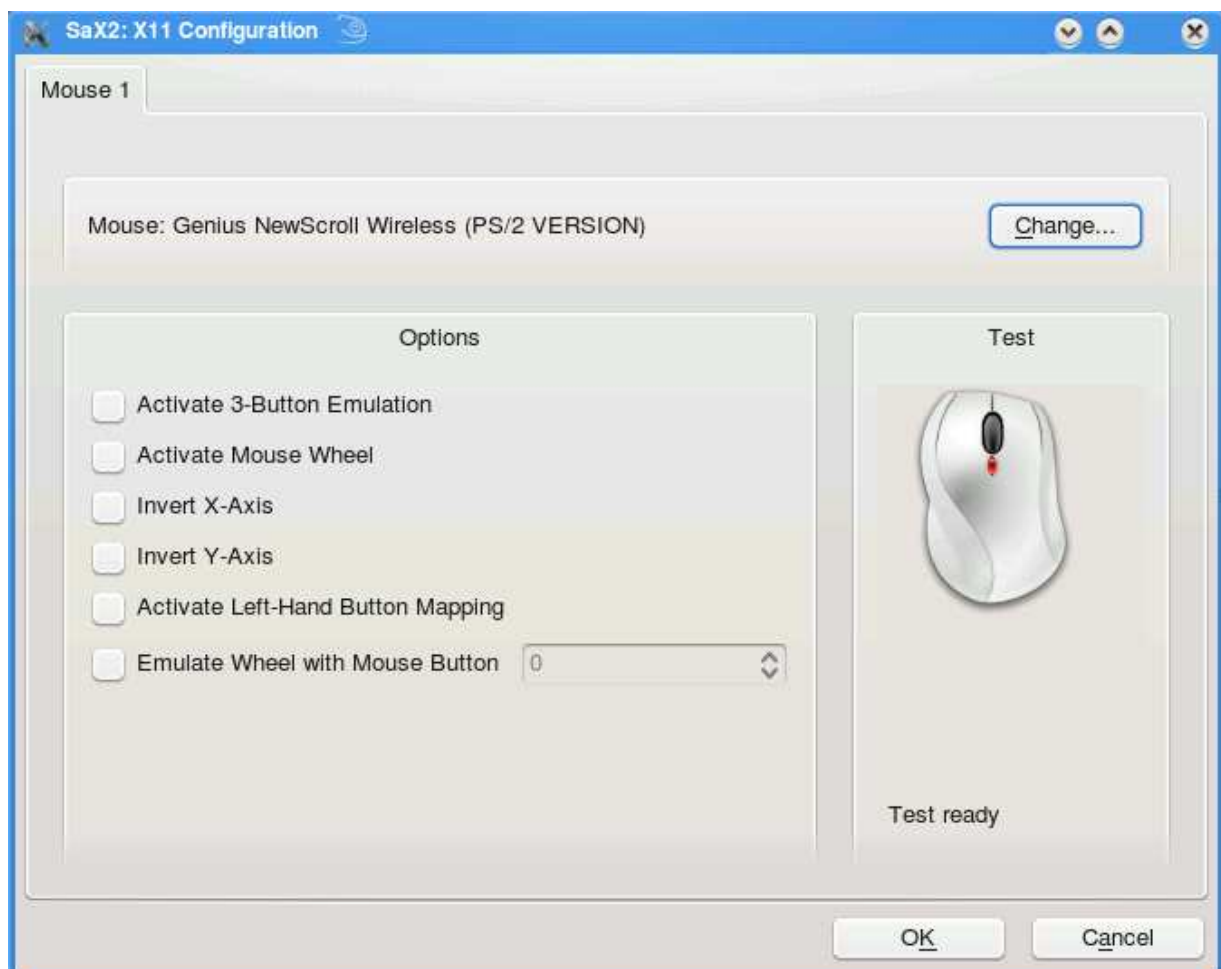 SaX2: X11 Configuration
Mouse 1
Mouse: Genius NewScroll Wireless (PS/2 VERSION)
Change...
Options
Activate 3-Button Emulation
Activate Mouse Wheel
Invert X-Axis
Invert Y-Axis
Activate Left-Hand Button Mapping
Emulate Wheel with Mouse Button 0
Test
Test ready
OK Cancel